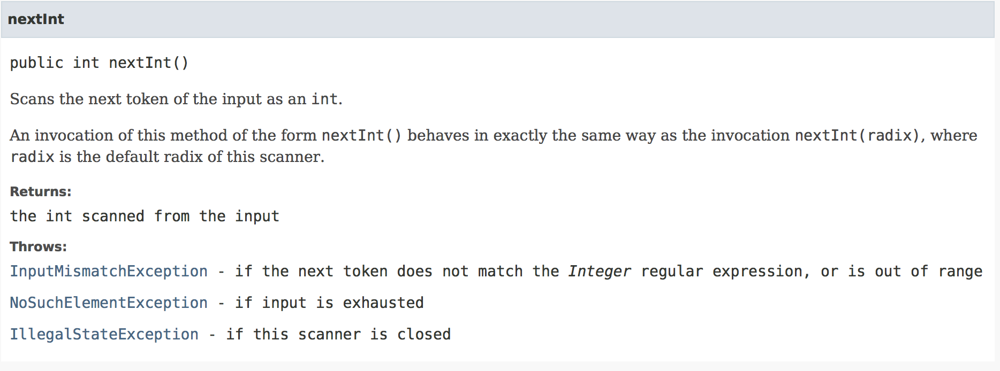 nextInt
public int nextInt()
Scans the next token of the input as an int.
An invocation of this method of the form nextInt() behaves in exactly the same way as the invocation nextInt(radix), where
radix is the default radix of this scanner.
Returns:
the int scanned from the input
Throws:
InputMismatchException - if the next token does not match the Integer regular expression, or is out of range
NoSuchElementException - if input is exhausted
IllegalStateException - if this scanner is closed